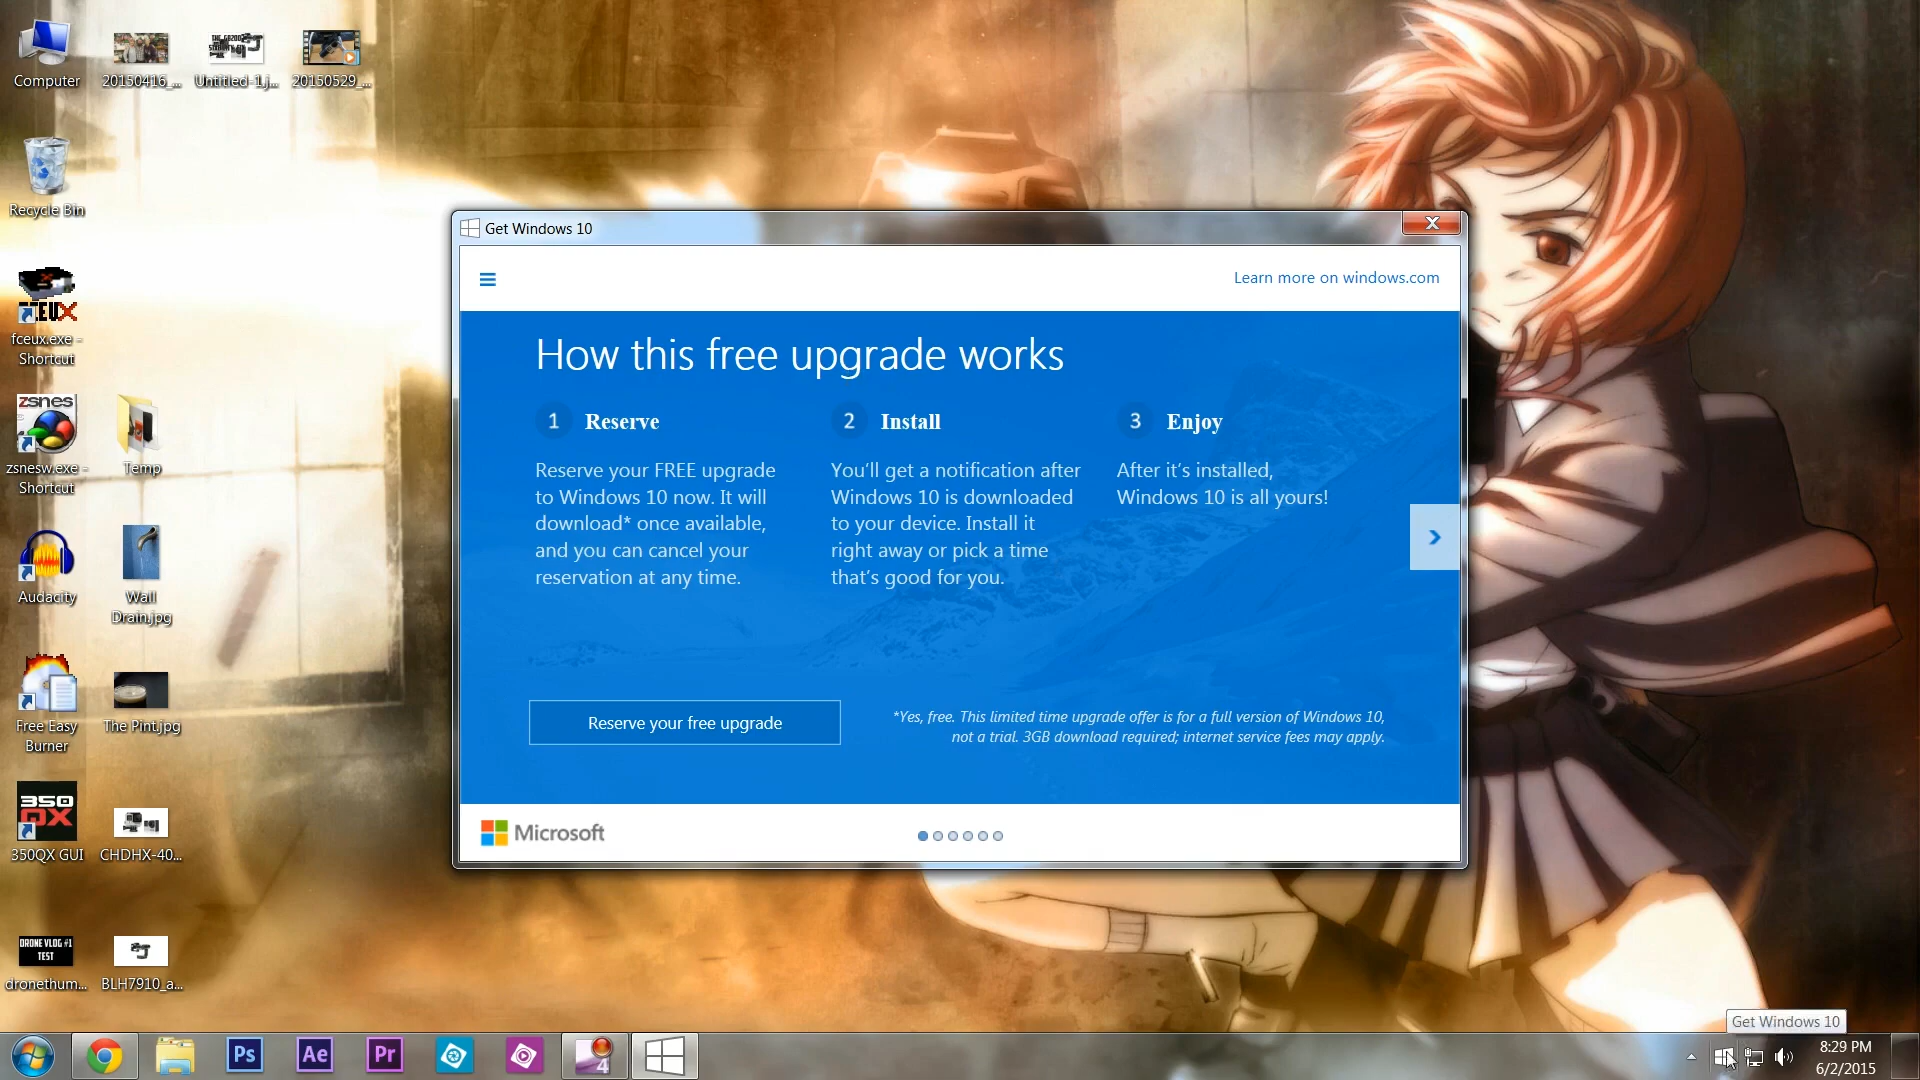 Computer
20150416_...
Untitled-1.j...
20150529_...
Recycle Bin
fceux.exe -
Shortcut
zsnes
zsnesw.exe -
Shortcut
Temp
Audacity
Wall
Drain.jpg
Free Easy
Burner
The Pint.jpg
350
QX
350QX GUI
CHDHX-40...
DRONE VLOG #1
TEST
dronethum...
BLH7910_a...
Get Windows 10
Learn more on windows.com
How this free upgrade works
1 Reserve
Reserve your FREE upgrade
to Windows 10 now. It will
download* once available,
and you can cancel your
reservation at any time.
2 Install
You’ll get a notification after
Windows 10 is downloaded
to your device. Install it
right away or pick a time
that’s good for you.
3 Enjoy
After it’s installed,
Windows 10 is all yours!
Reserve your free upgrade
*Yes, free. This limited time upgrade offer is for a full version of Windows 10,
not a trial. 3GB download required; internet service fees may apply.
Microsoft
Get Windows 10
Ps
Ae
Pr
4
8:29 PM
6/2/2015